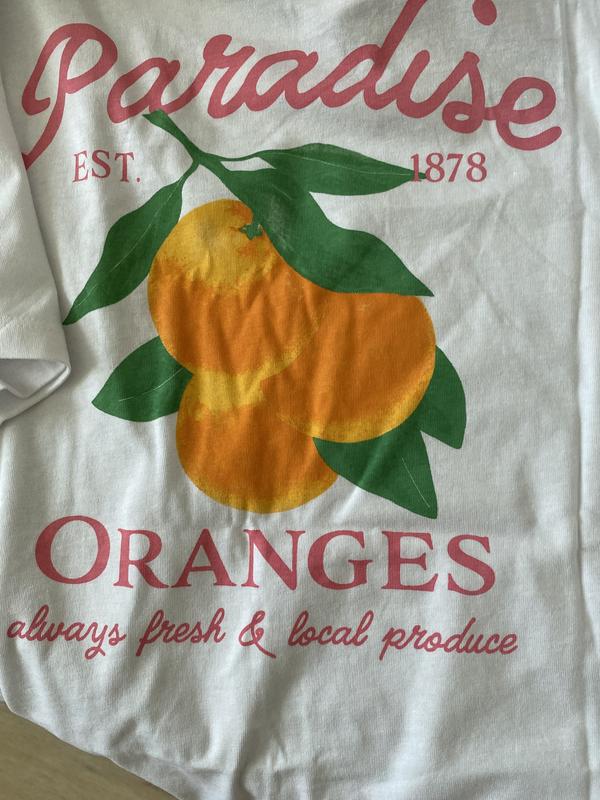 Paradise
EST. 1878
ORANGES
always fresh & local produce